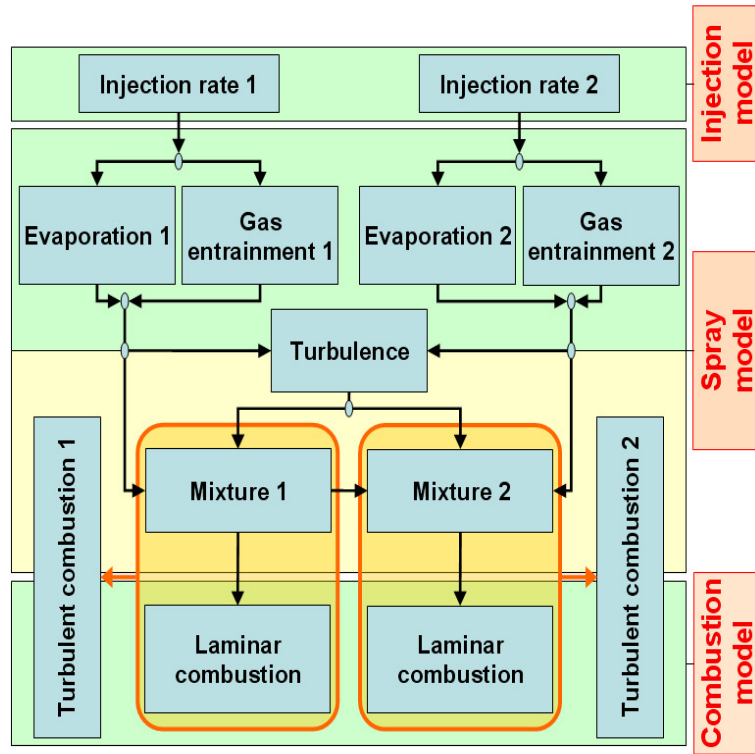 Injection rate 1
Injection rate 2
Injection
model
Evaporation 1
Gas
entrainment 1
Evaporation 2
Gas
entrainment 2
Spray
model
Turbulence
Turbulent combustion 1
Mixture 1
Mixture 2
Turbulent combustion 2
Laminar
combustion
Laminar
combustion
Combustion
model